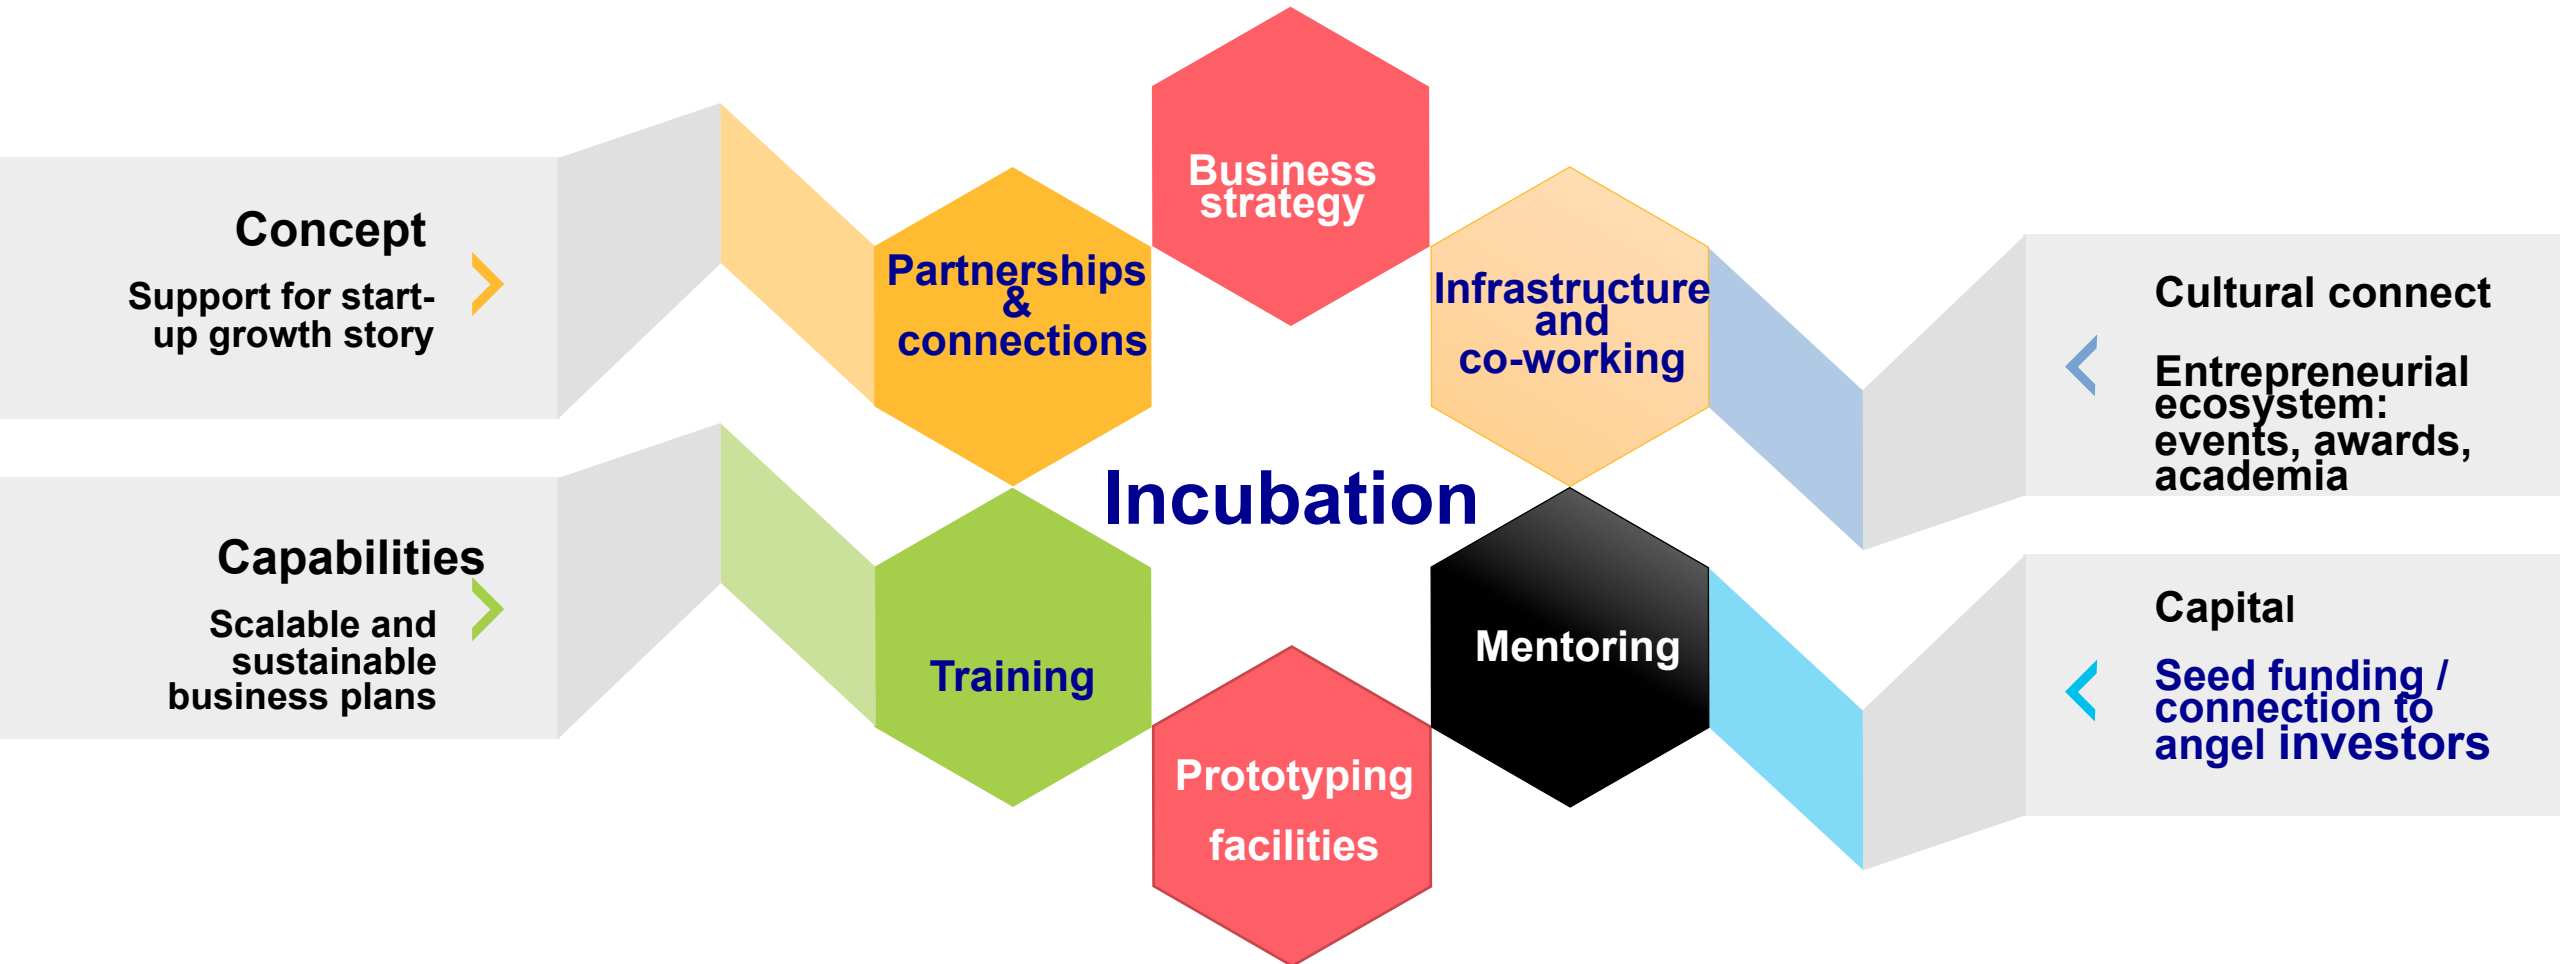 Concept
Support for start-
up growth story
Capabilities
Scalable and
sustainable
business plans
Business
strategy
Partnerships
&
connections
Infrastructure
and
co-working
Incubation
Training
Mentoring
Prototyping
facilities
Cultural connect
Entrepreneurial
ecosystem:
events, awards,
academia
Capital
Seed funding /
connection to
angel investors